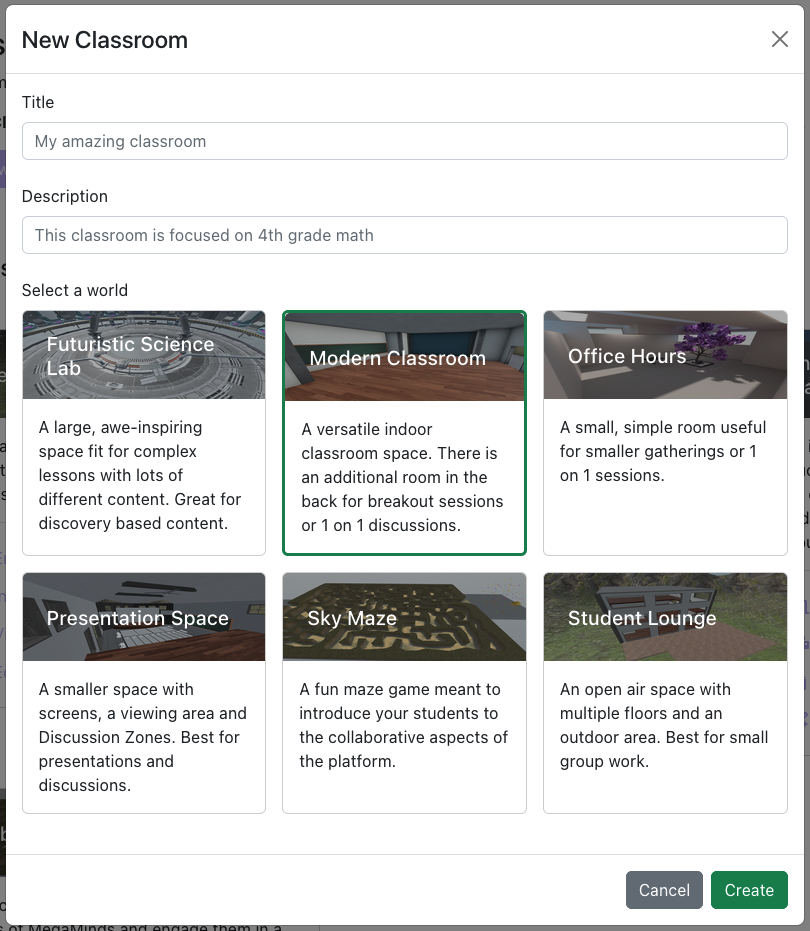 New Classroom
Title
My amazing classroom
Description
This classroom is focused on 4th grade math
Select a world
Futuristic Science
Lab
A large, awe-inspiring
space fit for complex
lessons with lots of
different content. Great for
discovery based content.
Modern Classroom
A versatile indoor
classroom space. There is
an additional room in the
back for breakout sessions
or 1 on 1 discussions.
Office Hours
A small, simple room useful
for smaller gatherings or 1
on 1 sessions.
Presentation Space
A smaller space with
screens, a viewing area and
Discussion Zones. Best for
presentations and
discussions.
Sky Maze
A fun maze game meant to
introduce your students to
the collaborative aspects of
the platform.
Student Lounge
An open air space with
multiple floors and an
outdoor area. Best for small
group work.
Cancel
Create
of MegaMinds and engage them in a